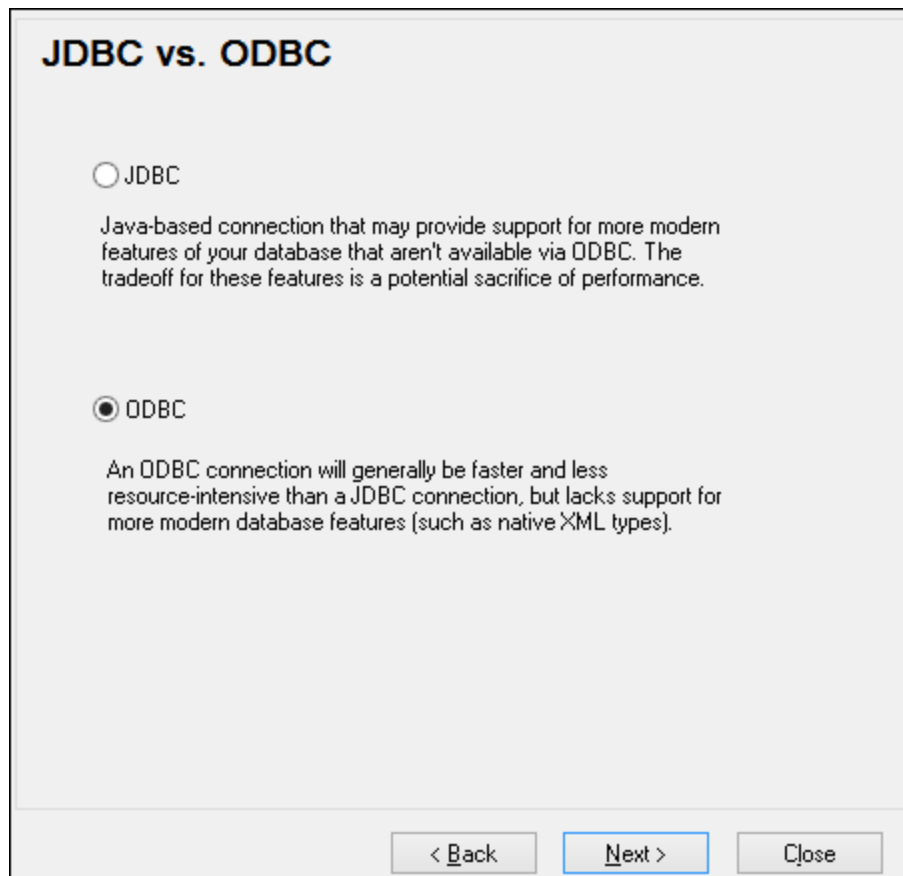 JDBC vs. ODBC
JDBC
Java-based connection that may provide support for more modern
features of your database that aren't available via ODBC. The
tradeoff for these features is a potential sacrifice of performance.
ODBC
An ODBC connection will generally be faster and less
resource-intensive than a JDBC connection, but lacks support for
more modern database features (such as native XML types).
< Back
Next >
Close